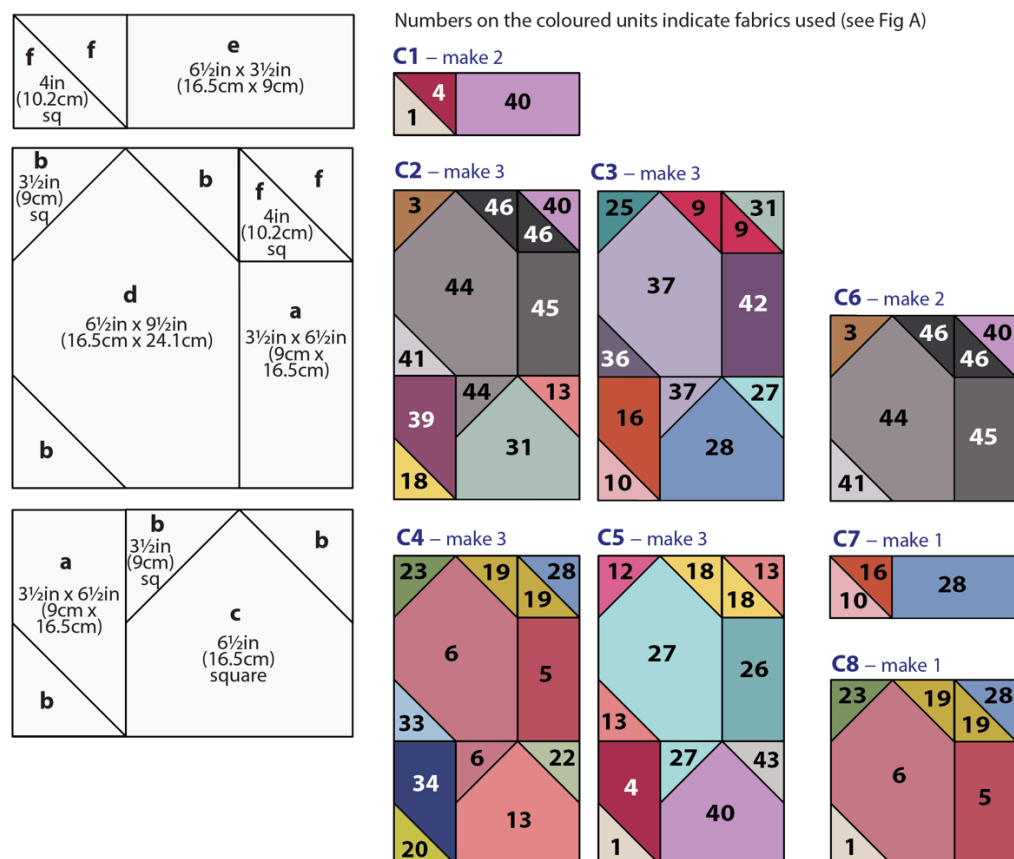 Numbers on the coloured units indicate fabrics used (see Fig A)
f
f
4in
(10.2cm)
sq
e
6½in x 3½in
(16.5cm x 9cm)
b
3½in
(9cm)
sq
b
f
f
4in
(10.2cm)
sq
d
6½in x 9½in
(16.5cm x 24.1cm)
a
3½in x 6½in
(9cm x
16.5cm)
b
a
3½in x 6½in
(9cm x
16.5cm)
b
b
3½in
(9cm)
sq
b
c
6½in
(16.5cm)
square
C1 – make 2
4
1
40
C2 – make 3
3
46
40
46
44
45
41
44
13
39
31
18
C3 – make 3
25
9
31
9
37
42
36
37
27
16
28
10
C6 – make 2
3
46
40
46
44
45
41
C4 – make 3
23
19
28
19
6
5
33
6
22
34
13
20
C5 – make 3
12
18
13
18
27
26
13
27
43
4
40
1
C7 – make 1
16
10
28
C8 – make 1
23
19
28
19
6
5
1